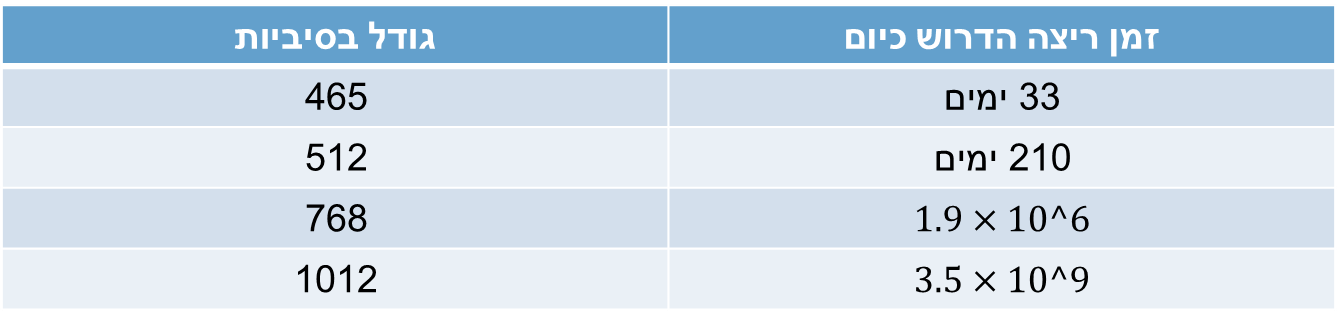 זמן ריצה הדרוש כיום גודל בסיביות
33 ימים 465
210 ימים 512
1.9 × 10^6 768
3.5 × 10^9 1012